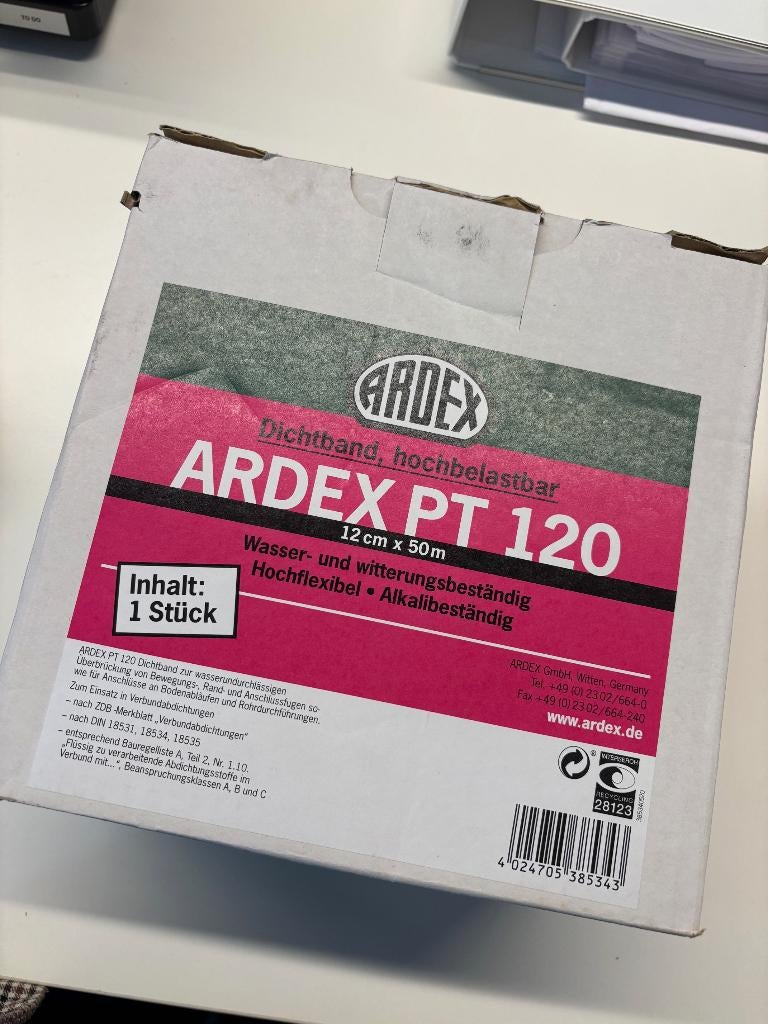 TO DO
ARDEX
Dichtband, hochbelastbar
ARDEX PT 120
12 cm x 50 m
Wasser- und witterungsbeständig
Hochflexibel • Alkalibeständig
Inhalt:
1 Stück
ARDEX GmbH, Witten, Germany
Tel. +49 (0) 23 02/664-0
Fax +49 (0) 23 02/664-240
www.ardex.de
ARDEX PT 120 Dichtband zur wasserundurchlässigen
Überbrückung von Bewegungs-, Rand- und Anschlussfugen so-
wie für Anschlüsse an Bodenabläufen und Rohrdurchführungen.
Zum Einsatz in Verbundabdichtungen
– nach ZDB-Merkblatt „Verbundabdichtungen"
– nach DIN 18531, 18534, 18535
– entsprechend Bauregelliste A, Teil 2, Nr. 1.10.
„Flüssig zu verarbeitende Abdichtungsstoffe im
Verbund mit...", Beanspruchungsklassen A, B und C
®
INTERSEROH
RECYCLING
28123
4 024705 385343